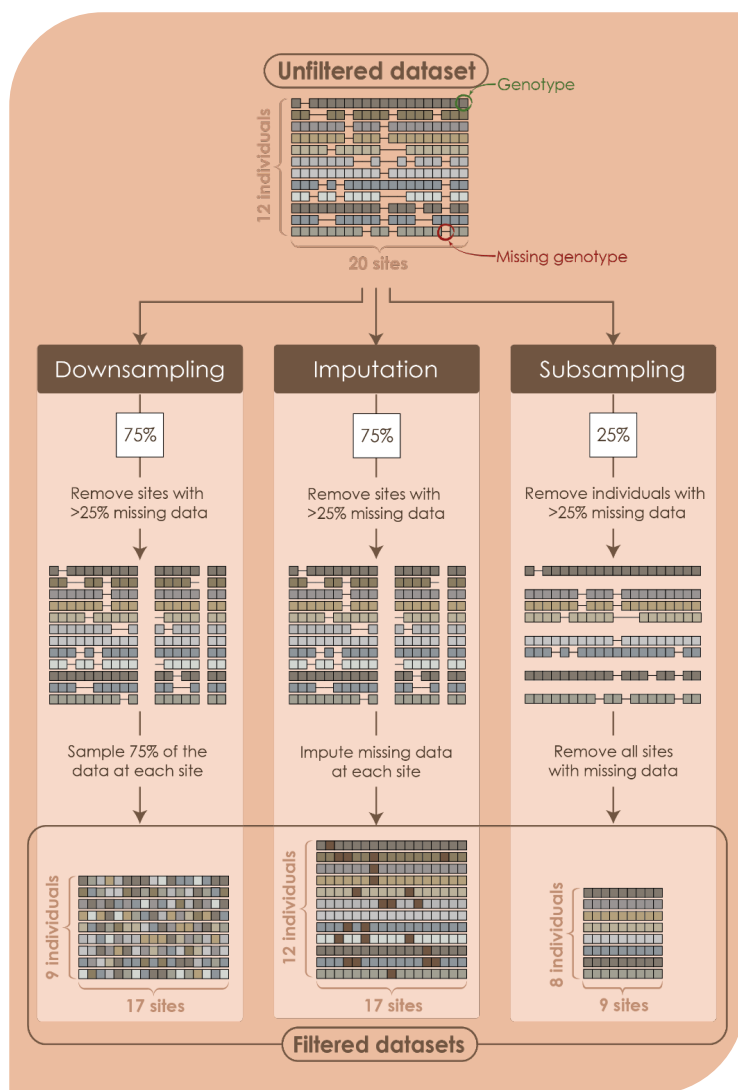 Unfiltered dataset
Genotype
12 individuals
20 sites
Missing genotype
Downsampling
Imputation
Subsampling
75%
75%
25%
Remove sites with
>25% missing data
Remove sites with
>25% missing data
Remove individuals with
>25% missing data
Sample 75% of the
data at each site
Impute missing data
at each site
Remove all sites
with missing data
9 individuals
17 sites
12 individuals
17 sites
8 individuals
9 sites
Filtered datasets